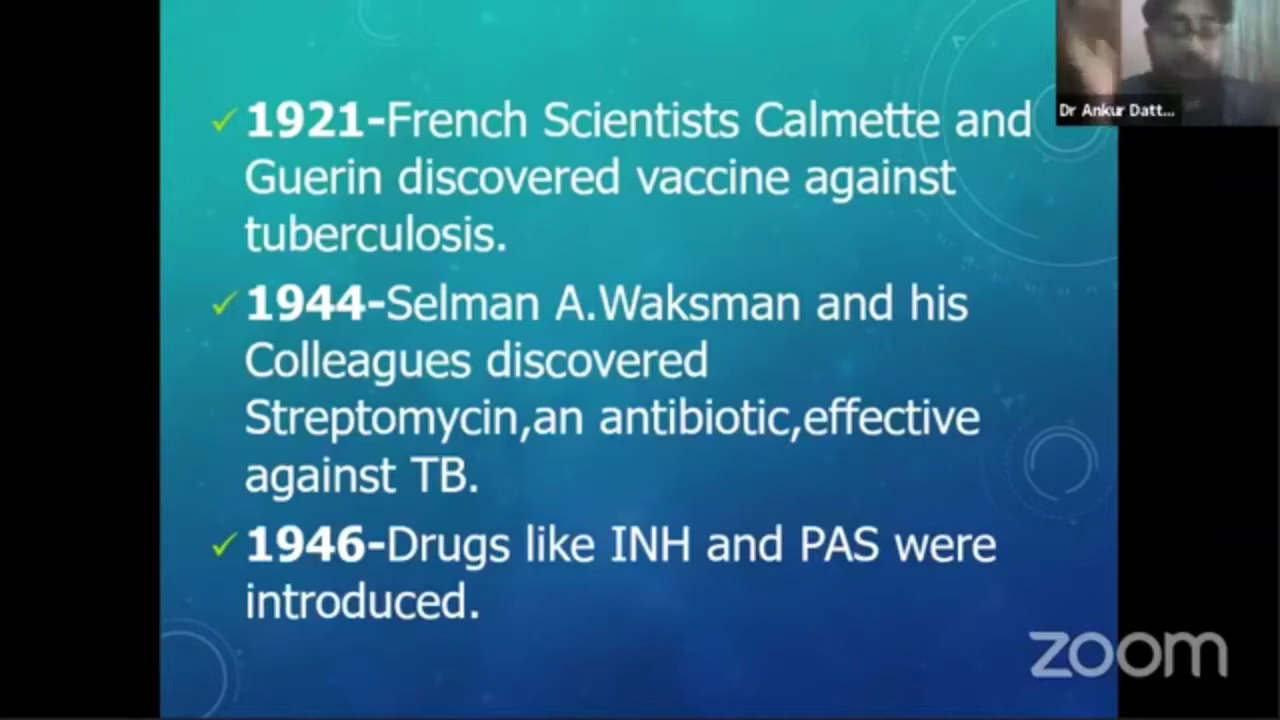 1921-French Scientists Calmette and
Guerin discovered vaccine against
tuberculosis.
1944-Selman A.Waksman and his
Colleagues discovered
Streptomycin,an antibiotic,effective
against TB.
1946-Drugs like INH and PAS were
introduced.
Dr Ankur Datt...
zoom